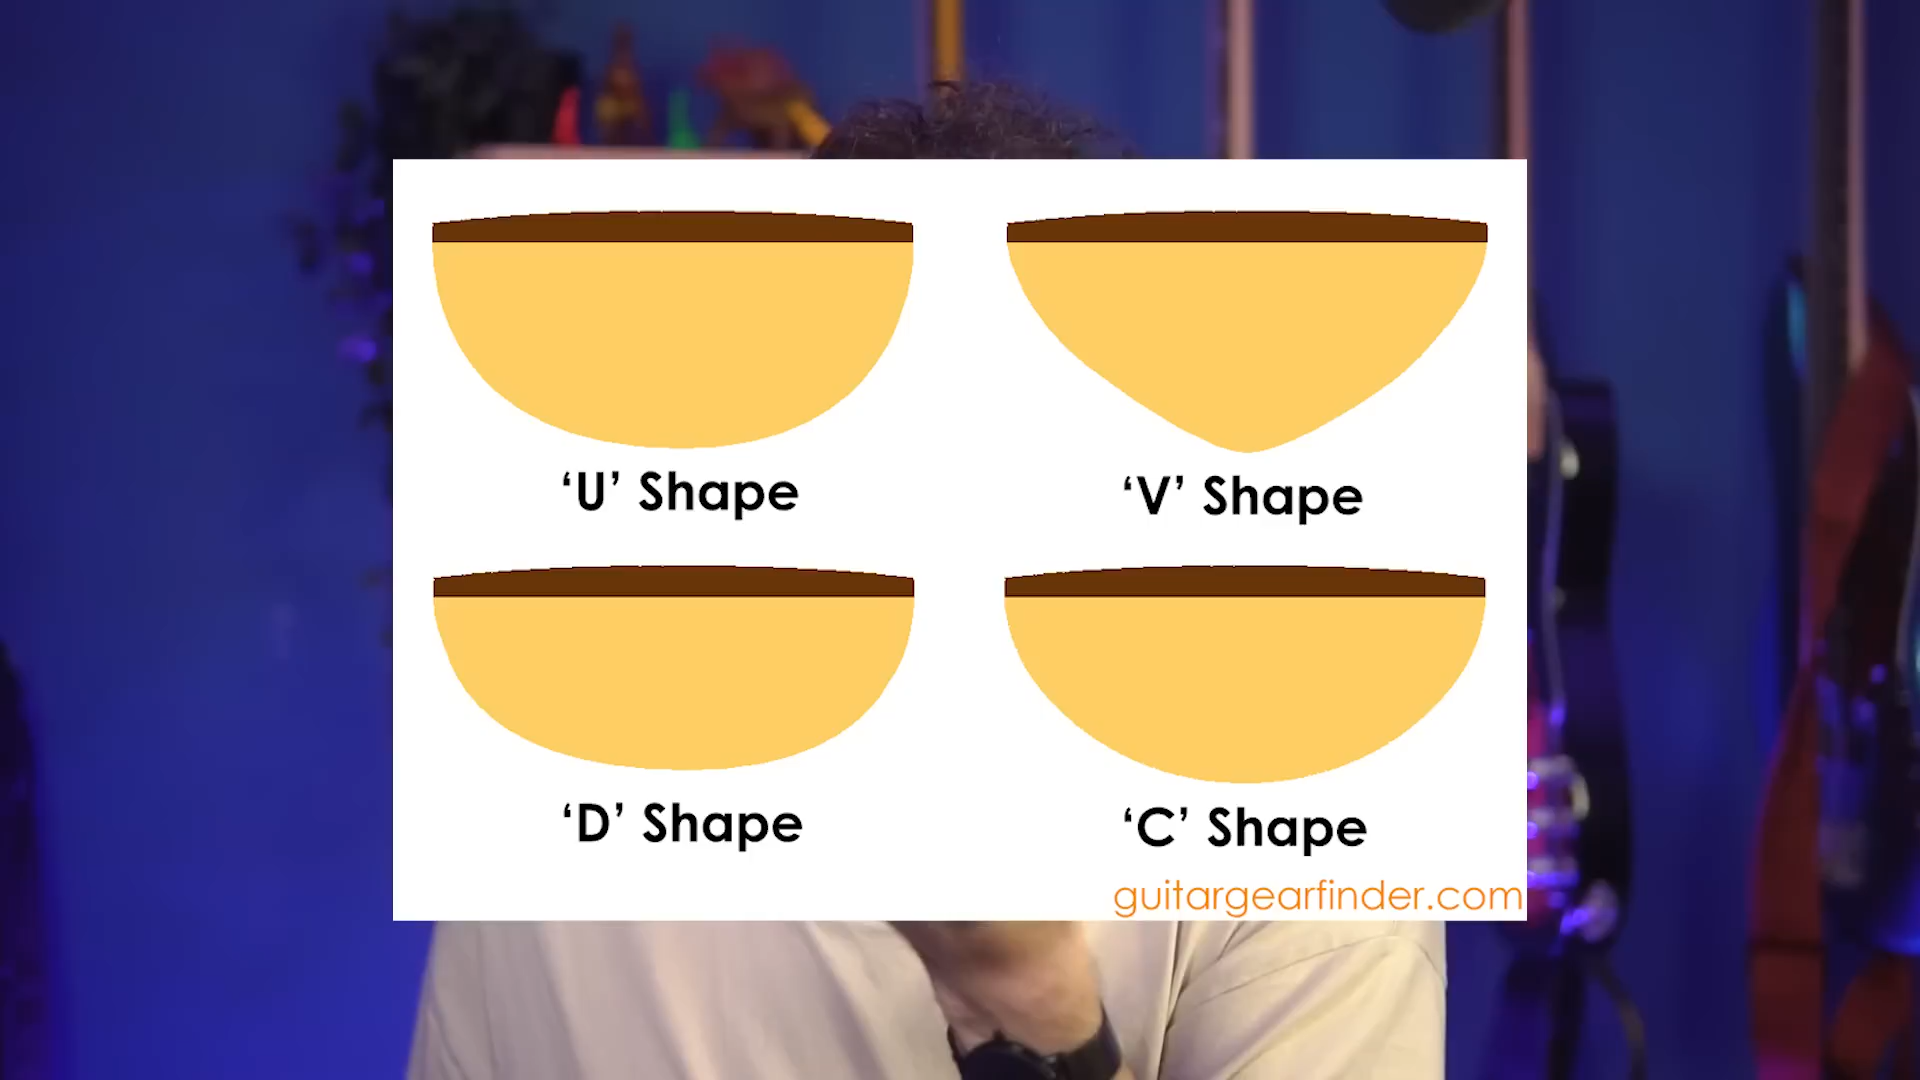 ‘U’ Shape
‘V’ Shape
‘D’ Shape
‘C’ Shape
guitargearfinder.com